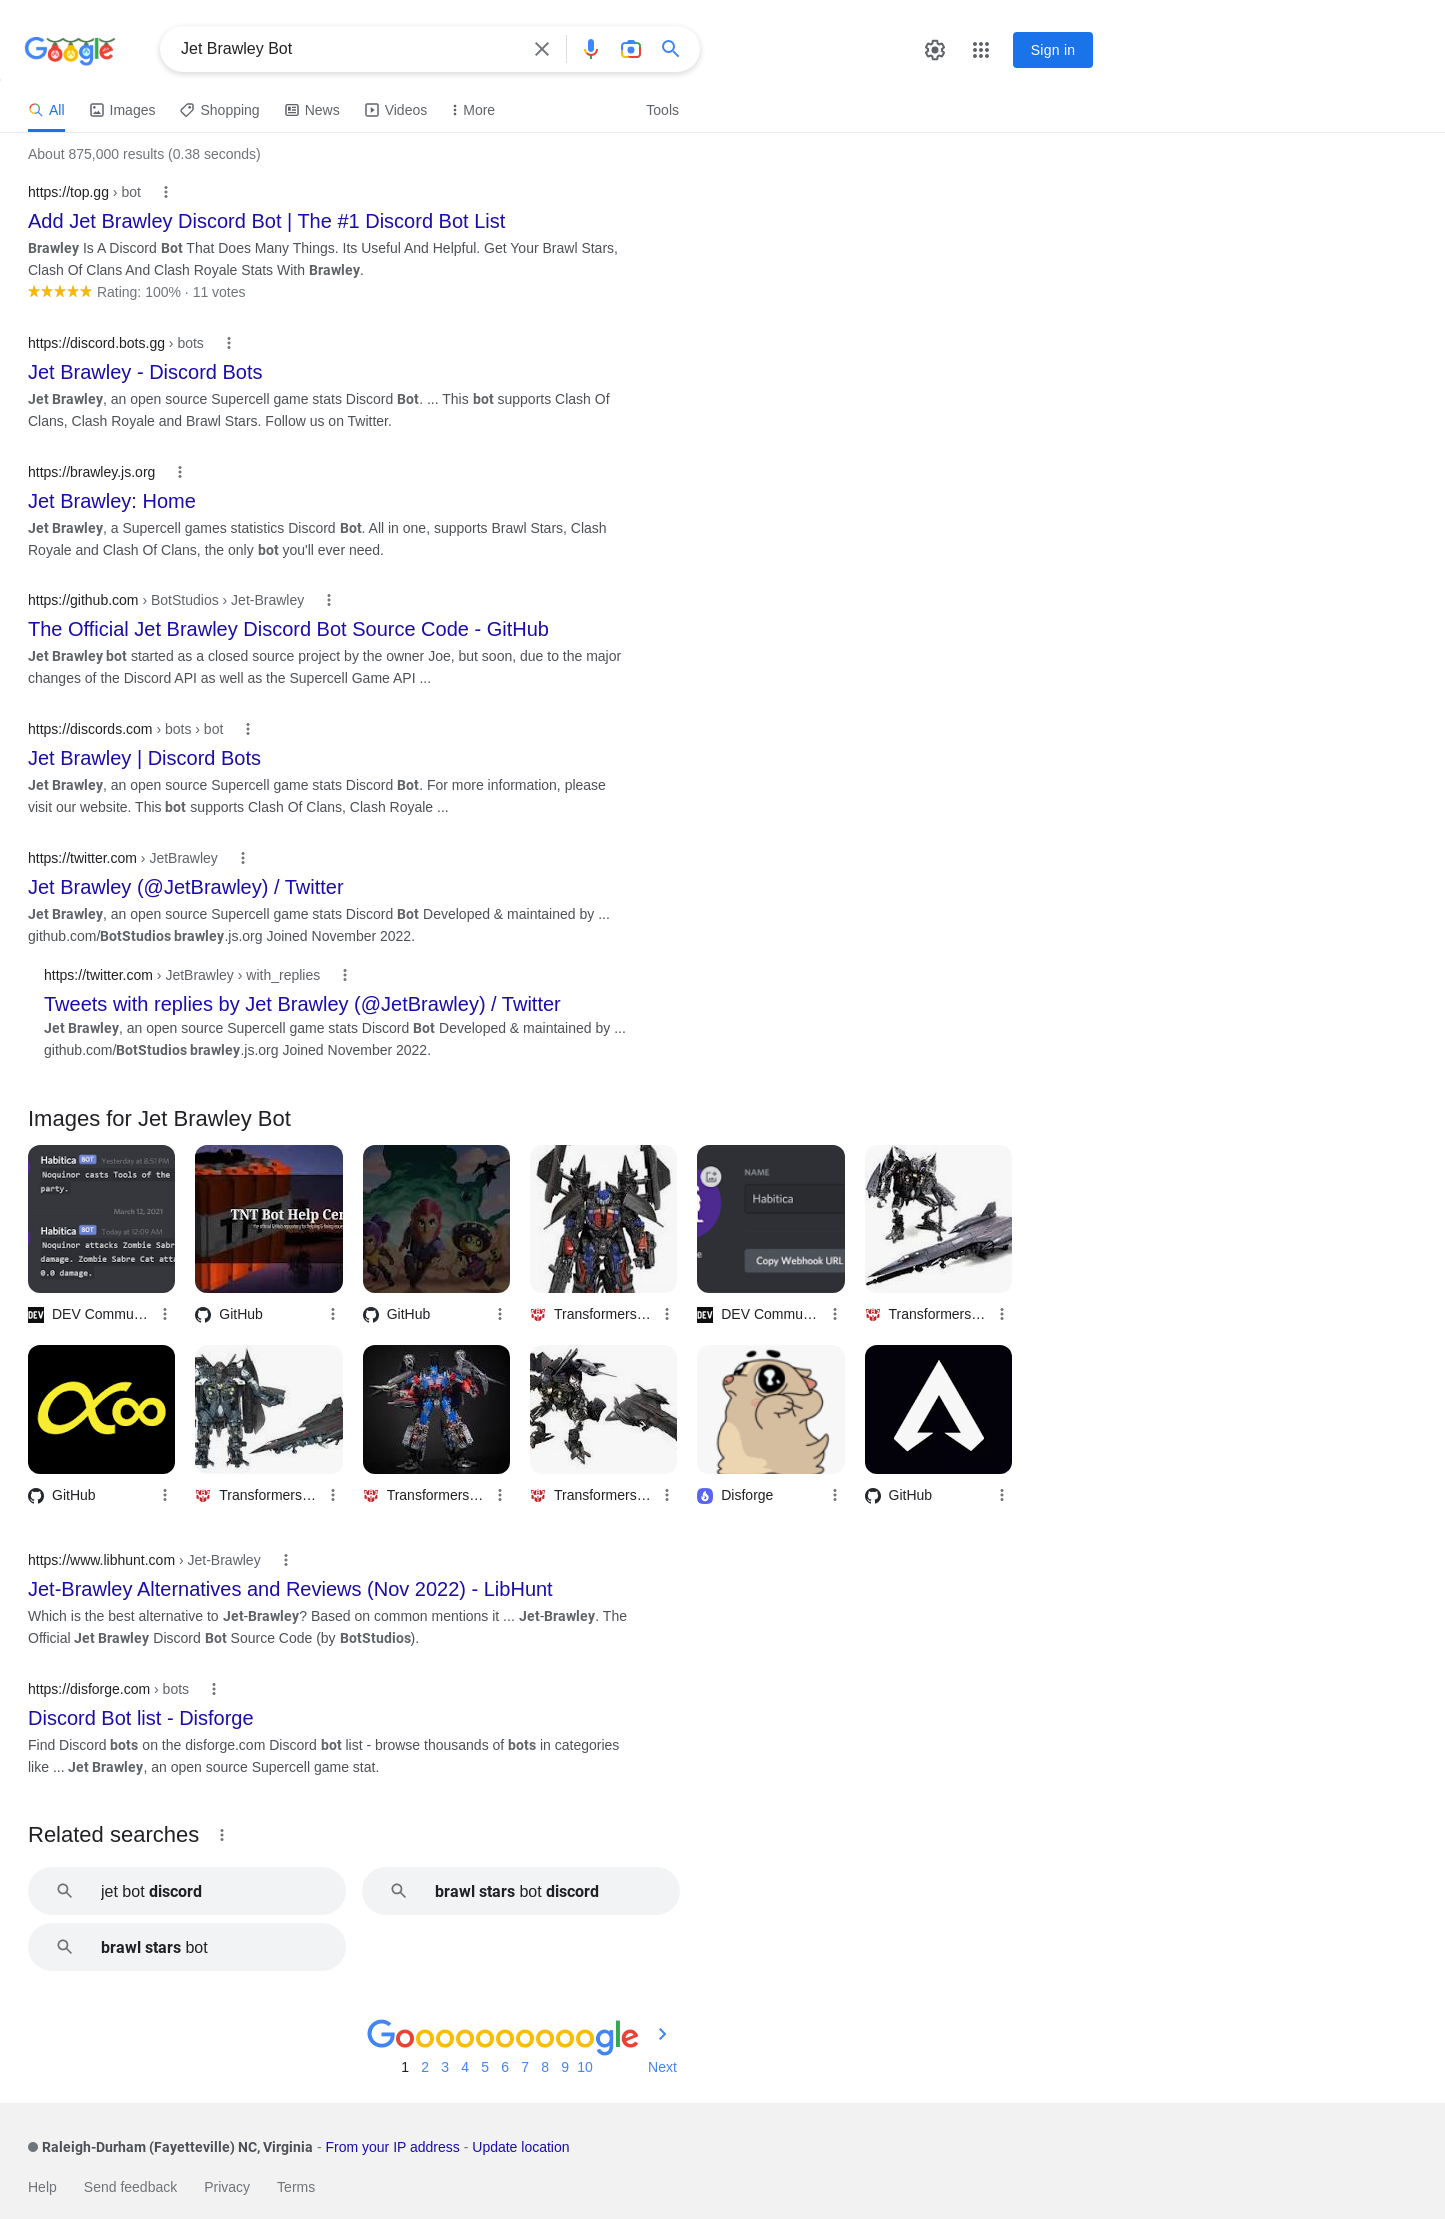 Google
Jet Brawley Bot
Sign in
All
Images
Shopping
News
Videos
More
Tools
About 875,000 results (0.38 seconds)
https://top.gg › bot
Add Jet Brawley Discord Bot | The #1 Discord Bot List
Brawley Is A Discord Bot That Does Many Things. Its Useful And Helpful. Get Your Brawl Stars,
Clash Of Clans And Clash Royale Stats With Brawley.
Rating: 100% · 11 votes
https://discord.bots.gg › bots
Jet Brawley - Discord Bots
Jet Brawley, an open source Supercell game stats Discord Bot. ... This bot supports Clash Of
Clans, Clash Royale and Brawl Stars. Follow us on Twitter.
https://brawley.js.org
Jet Brawley: Home
Jet Brawley, a Supercell games statistics Discord Bot. All in one, supports Brawl Stars, Clash
Royale and Clash Of Clans, the only bot you'll ever need.
https://github.com › BotStudios › Jet-Brawley
The Official Jet Brawley Discord Bot Source Code - GitHub
Jet Brawley bot started as a closed source project by the owner Joe, but soon, due to the major
changes of the Discord API as well as the Supercell Game API ...
https://discords.com › bots › bot
Jet Brawley | Discord Bots
Jet Brawley, an open source Supercell game stats Discord Bot. For more information, please
visit our website. This bot supports Clash Of Clans, Clash Royale ...
https://twitter.com › JetBrawley
Jet Brawley (@JetBrawley) / Twitter
Jet Brawley, an open source Supercell game stats Discord Bot Developed & maintained by ...
github.com/BotStudios brawley.js.org Joined November 2022.
https://twitter.com › JetBrawley › with_replies
Tweets with replies by Jet Brawley (@JetBrawley) / Twitter
Jet Brawley, an open source Supercell game stats Discord Bot Developed & maintained by ...
github.com/BotStudios brawley.js.org Joined November 2022.
Images for Jet Brawley Bot
Habitica BOT Yesterday at 8:51 PM
Noquinor casts Tools of the
party.
March 12, 2021
Habitica BOT Today at 12:09 AM
Noquinor attacks Zombie Sabr
damage. Zombie Sabre Cat atta
0.0 damage.
TNT Bot Help Cen
NAME
Habitica
Copy Webhook URL
DEV Commu…
GitHub
GitHub
Transformers…
DEV Commu…
Transformers…
GitHub
Transformers…
Transformers…
Transformers…
Disforge
GitHub
https://www.libhunt.com › Jet-Brawley
Jet-Brawley Alternatives and Reviews (Nov 2022) - LibHunt
Which is the best alternative to Jet-Brawley? Based on common mentions it ... Jet-Brawley. The
Official Jet Brawley Discord Bot Source Code (by BotStudios).
https://disforge.com › bots
Discord Bot list - Disforge
Find Discord bots on the disforge.com Discord bot list - browse thousands of bots in categories
like ... Jet Brawley, an open source Supercell game stat.
Related searches
jet bot discord
brawl stars bot discord
brawl stars bot
Goooooooooogle
1 2 3 4 5 6 7 8 9 10 Next
Raleigh-Durham (Fayetteville) NC, Virginia - From your IP address - Update location
Help Send feedback Privacy Terms